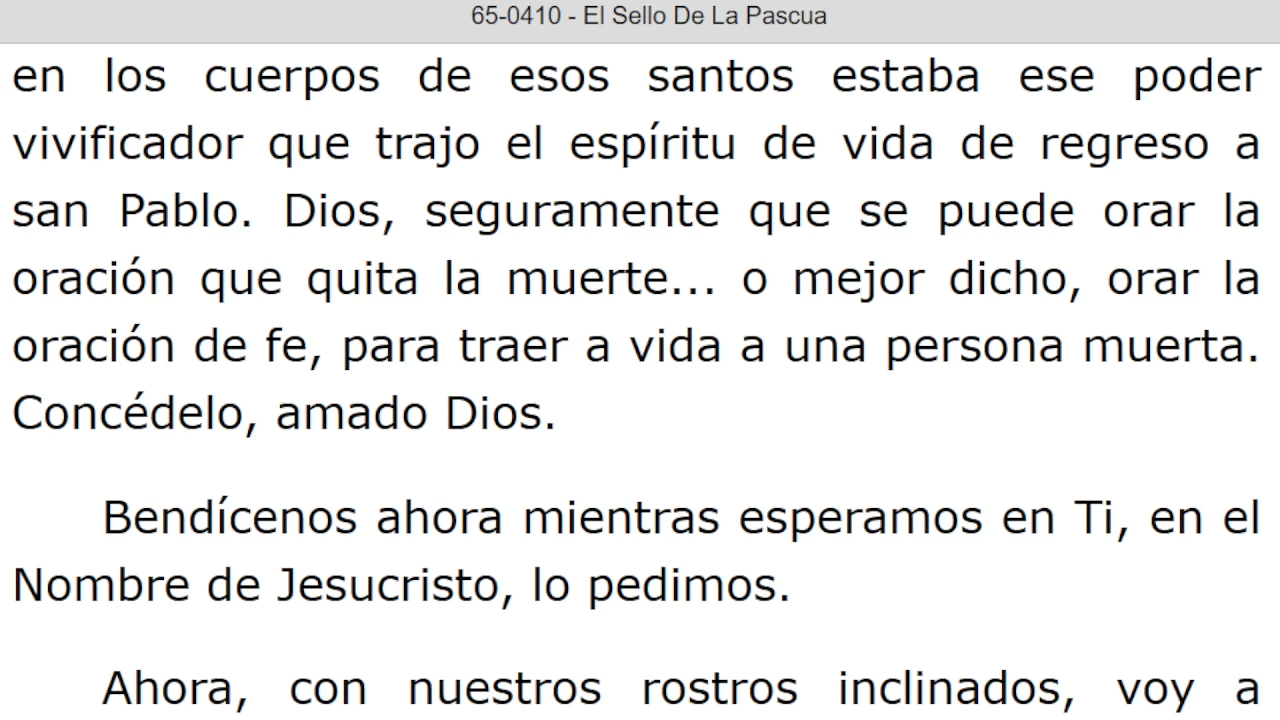 65-0410 - El Sello De La Pascua
en los cuerpos de esos santos estaba ese poder
vivificador que trajo el espíritu de vida de regreso a
san Pablo. Dios, seguramente que se puede orar la
oración que quita la muerte... o mejor dicho, orar la
oración de fe, para traer a vida a una persona muerta.
Concédelo, amado Dios.
Bendícenos ahora mientras esperamos en Ti, en el
Nombre de Jesucristo, lo pedimos.
Ahora, con nuestros rostros inclinados, voy a